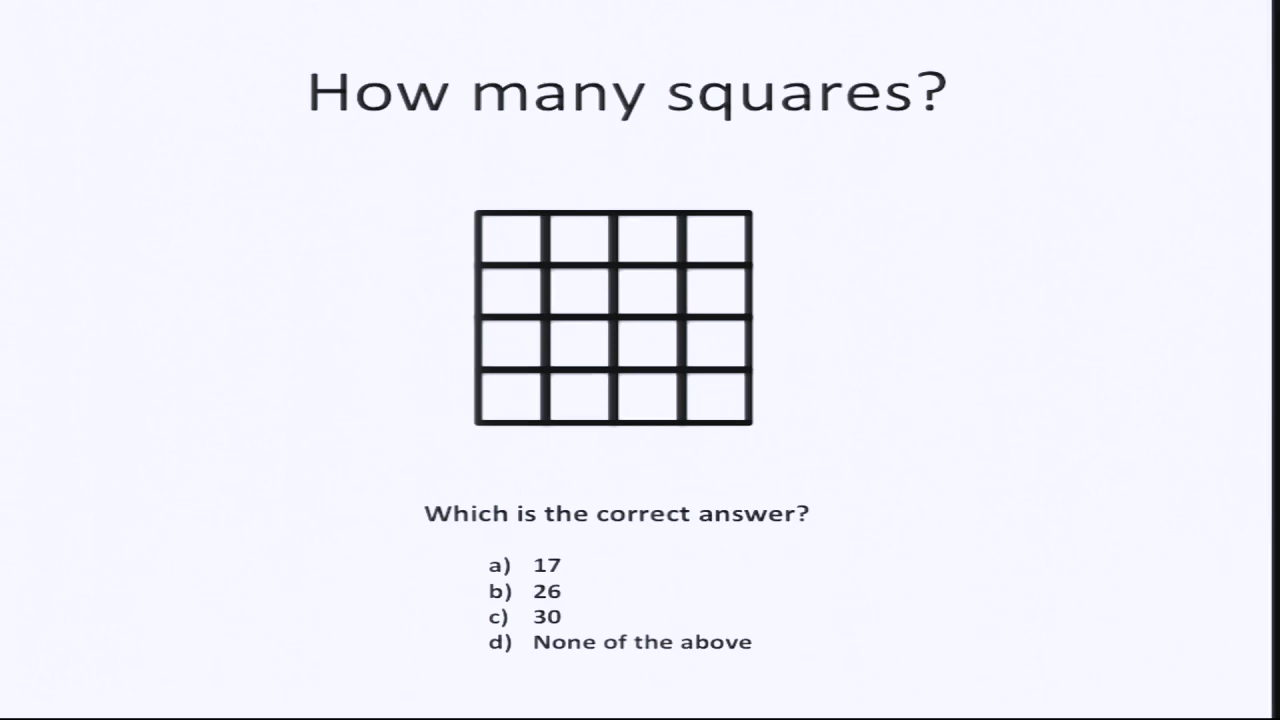 How many squares?
Which is the correct answer?
a) 17
b) 26
c) 30
d) None of the above